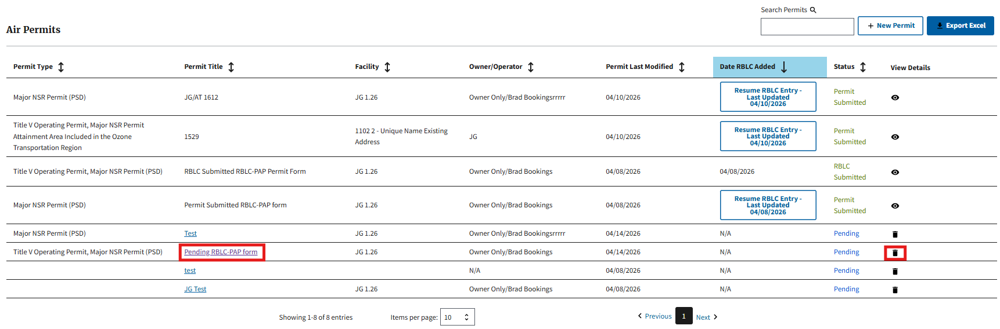 Search Permits
Air Permits
New Permit
Export Excel
Permit Type Permit Title Facility Owner/Operator Permit Last Modified Date RBLC Added Status View Details
Major NSR Permit (PSD) JG/AT 1612 JG 1.26 Owner Only/Brad Bookingsrrrrr 04/10/2026
Resume RBLC Entry -
Last Updated
04/10/2026
Permit
Submitted
Title V Operating Permit, Major NSR Permit
Attainment Area Included in the Ozone
Transportation Region
1529
1102 2 - Unique Name Existing
Address
JG
04/10/2026
Resume RBLC Entry -
Last Updated
04/10/2026
Permit
Submitted
Title V Operating Permit, Major NSR Permit (PSD) RBLC Submitted RBLC-PAP Permit Form JG 1.26 Owner Only/Brad Bookings 04/08/2026 04/08/2026
RBLC
Submitted
Major NSR Permit (PSD) Permit Submitted RBLC-PAP form JG 1.26 Owner Only/Brad Bookings 04/08/2026
Resume RBLC Entry -
Last Updated
04/08/2026
Permit
Submitted
Major NSR Permit (PSD) Test JG 1.26 Owner Only/Brad Bookingsrrrrr 04/14/2026 N/A Pending
Title V Operating Permit, Major NSR Permit (PSD) Pending RBLC-PAP form JG 1.26 Owner Only/Brad Bookings 04/14/2026 N/A Pending
test N/A 04/08/2026 N/A Pending
JG Test JG 1.26 Owner Only/Brad Bookings 04/08/2026 N/A Pending
Showing 1-8 of 8 entries Items per page: 10 Previous 1 Next